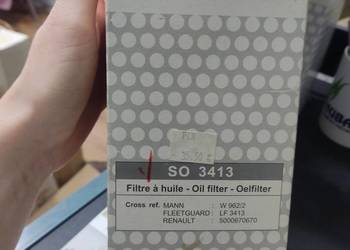 SO 3413
Filtre à huile - Oil filter - Oelfilter
Cross ref. MANN : W 962/2
FLEETGUARD : LF 3413
RENAULT : 5000670670